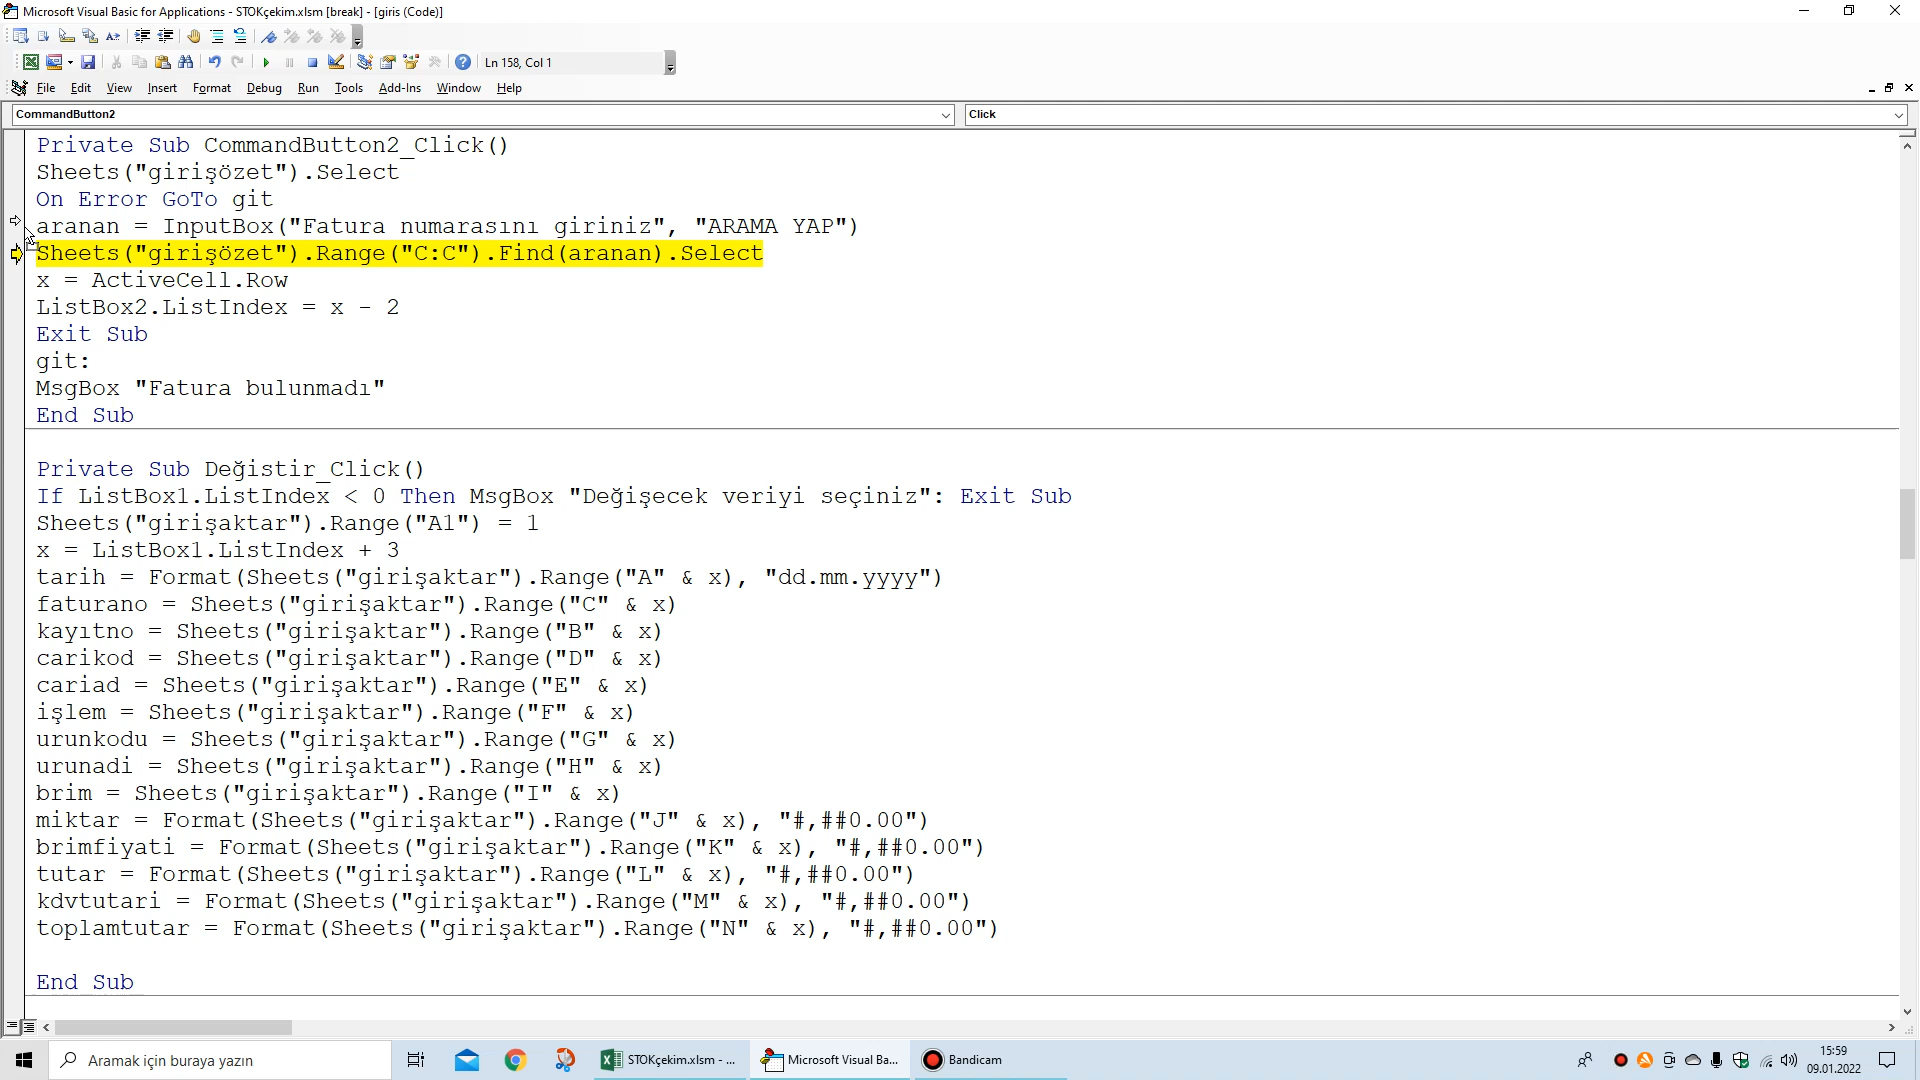 Microsoft Visual Basic for Applications - STOKçekim.xlsm [break] - [giris (Code)]
Ln 158, Col 1
File Edit View Insert Format Debug Run Tools Add-Ins Window Help
CommandButton2 Click
Private Sub CommandButton2_Click()
Sheets("girişözet").Select
On Error GoTo git
aranan = InputBox("Fatura numarasını giriniz", "ARAMA YAP")
Sheets("girişözet").Range("C:C").Find(aranan).Select
x = ActiveCell.Row
ListBox2.ListIndex = x - 2
Exit Sub
git:
MsgBox "Fatura bulunmadı"
End Sub
Private Sub Değistir_Click()
If ListBox1.ListIndex < 0 Then MsgBox "Değişecek veriyi seçiniz": Exit Sub
Sheets("girişaktar").Range("A1") = 1
x = ListBox1.ListIndex + 3
tarih = Format(Sheets("girişaktar").Range("A" & x), "dd.mm.yyyy")
faturano = Sheets("girişaktar").Range("C" & x)
kayıtno = Sheets("girişaktar").Range("B" & x)
carikod = Sheets("girişaktar").Range("D" & x)
cariad = Sheets("girişaktar").Range("E" & x)
işlem = Sheets("girişaktar").Range("F" & x)
urunkodu = Sheets("girişaktar").Range("G" & x)
urunadi = Sheets("girişaktar").Range("H" & x)
brim = Sheets("girişaktar").Range("I" & x)
miktar = Format(Sheets("girişaktar").Range("J" & x), "#,##0.00")
brimfiyati = Format(Sheets("girişaktar").Range("K" & x), "#,##0.00")
tutar = Format(Sheets("girişaktar").Range("L" & x), "#,##0.00")
kdvtutari = Format(Sheets("girişaktar").Range("M" & x), "#,##0.00")
toplamtutar = Format(Sheets("girişaktar").Range("N" & x), "#,##0.00")
End Sub
Aramak için buraya yazın
STOKçekim.xlsm - ...
Microsoft Visual Ba...
Bandicam
15:59
09.01.2022